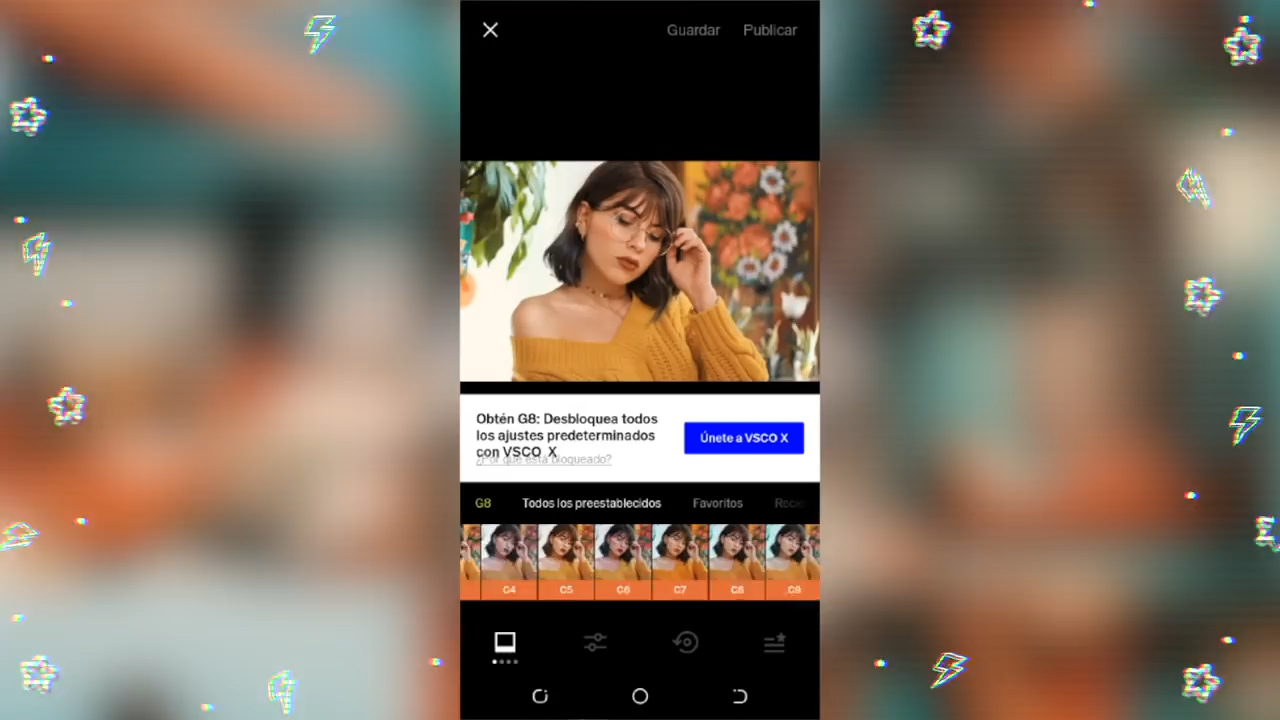 Guardar Publicar
Obtén G8: Desbloquea todos
los ajustes predeterminados
con VSCO X
¿Por qué está bloqueado?
Únete a VSCO X
G8 Todos los preestablecidos Favoritos
C4 C5 C6 C7 C8 C9